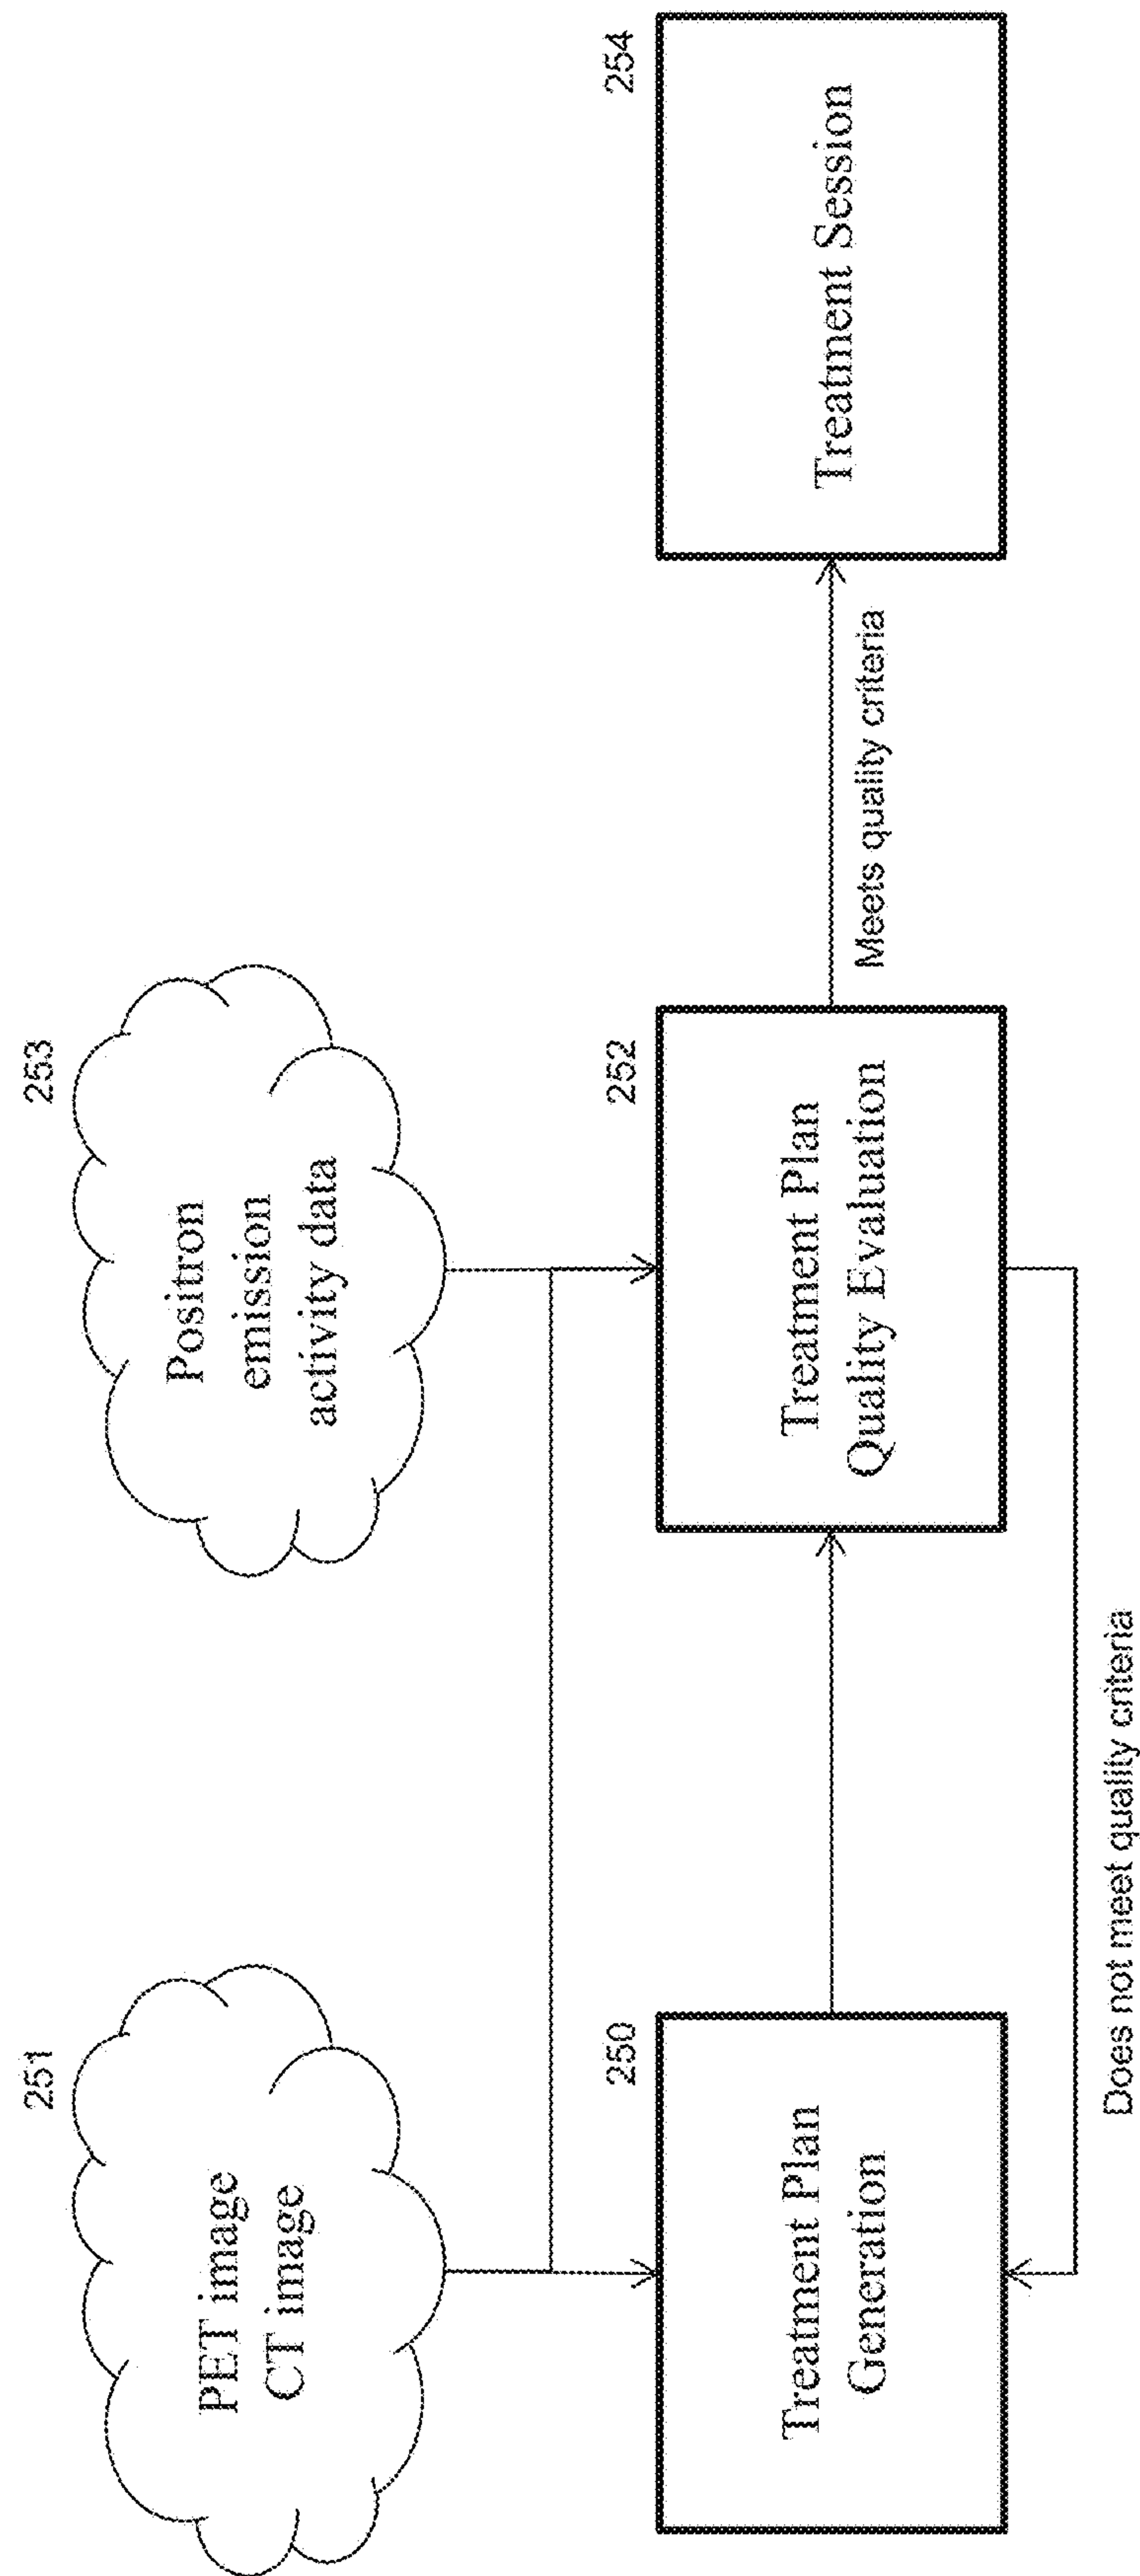 251
PET image
CT image
253
Positron
emission
activity data
250
Treatment Plan
Generation
252
Treatment Plan
Quality Evaluation
Meets quality criteria
254
Treatment Session
Does not meet quality criteria